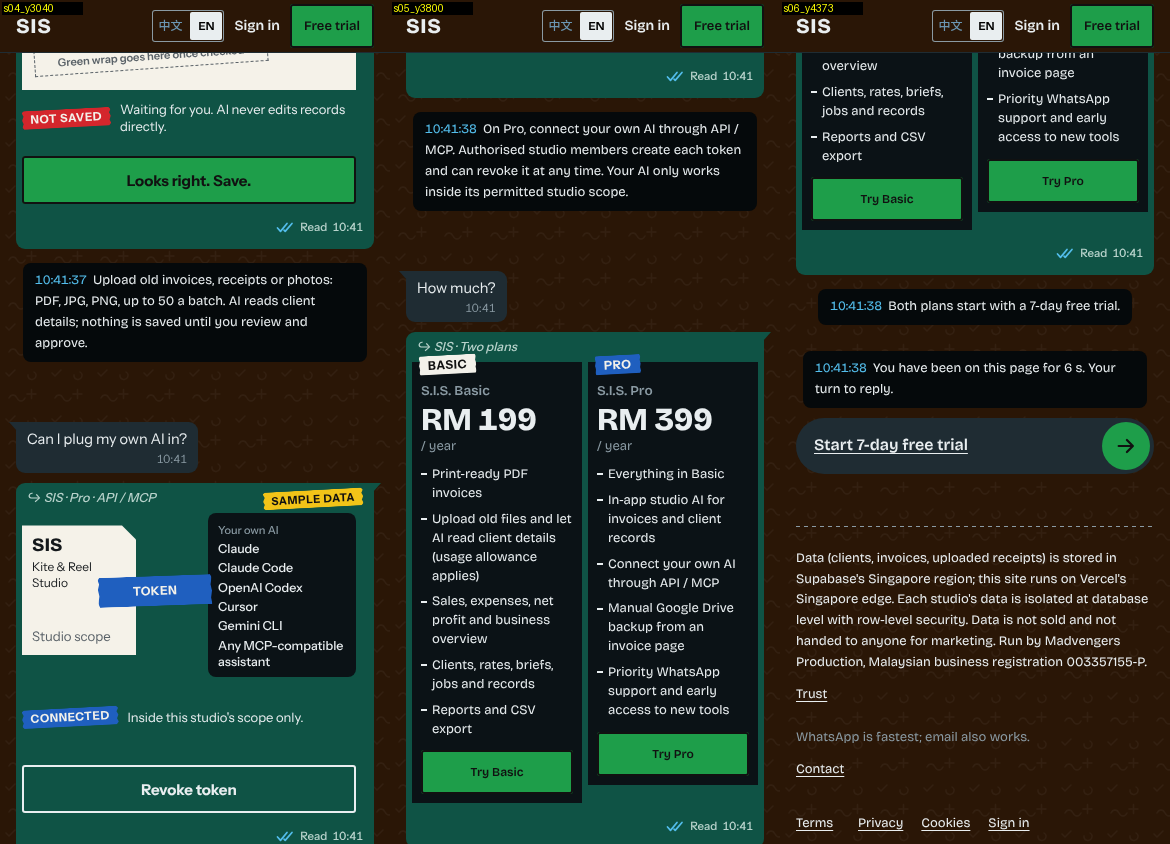 s04_y3040
SIS
中文 EN Sign in Free trial
Green wrap goes here once checked
NOT SAVED
Waiting for you. AI never edits records
directly.
Looks right. Save.
Read 10:41
10:41:37 Upload old invoices, receipts or photos:
PDF, JPG, PNG, up to 50 a batch. AI reads client
details; nothing is saved until you review and
approve.
Can I plug my own AI in?
10:41
↪ SIS · Pro · API / MCP
SAMPLE DATA
SIS
Kite & Reel
Studio
Studio scope
TOKEN
Your own AI
Claude
Claude Code
OpenAI Codex
Cursor
Gemini CLI
Any MCP-compatible
assistant
CONNECTED
Inside this studio's scope only.
Revoke token
Read 10:41
s05_y3800
SIS
中文 EN Sign in Free trial
Read 10:41
10:41:38 On Pro, connect your own AI through API /
MCP. Authorised studio members create each token
and can revoke it at any time. Your AI only works
inside its permitted studio scope.
How much?
10:41
↪ SIS · Two plans
BASIC
S.I.S. Basic
RM 199
/ year
– Print-ready PDF
invoices
– Upload old files and let
AI read client details
(usage allowance
applies)
– Sales, expenses, net
profit and business
overview
– Clients, rates, briefs,
jobs and records
– Reports and CSV
export
Try Basic
PRO
S.I.S. Pro
RM 399
/ year
– Everything in Basic
– In-app studio AI for
invoices and client
records
– Connect your own AI
through API / MCP
– Manual Google Drive
backup from an
invoice page
– Priority WhatsApp
support and early
access to new tools
Try Pro
Read 10:41
s06_y4373
SIS
中文 EN Sign in Free trial
overview
– Clients, rates, briefs,
jobs and records
– Reports and CSV
export
Try Basic
backup from an
invoice page
– Priority WhatsApp
support and early
access to new tools
Try Pro
Read 10:41
10:41:38 Both plans start with a 7-day free trial.
10:41:38 You have been on this page for 6 s. Your
turn to reply.
Start 7-day free trial
Data (clients, invoices, uploaded receipts) is stored in
Supabase's Singapore region; this site runs on Vercel's
Singapore edge. Each studio's data is isolated at database
level with row-level security. Data is not sold and not
handed to anyone for marketing. Run by Madvengers
Production, Malaysian business registration 003357155-P.
Trust
WhatsApp is fastest; email also works.
Contact
Terms Privacy Cookies Sign in